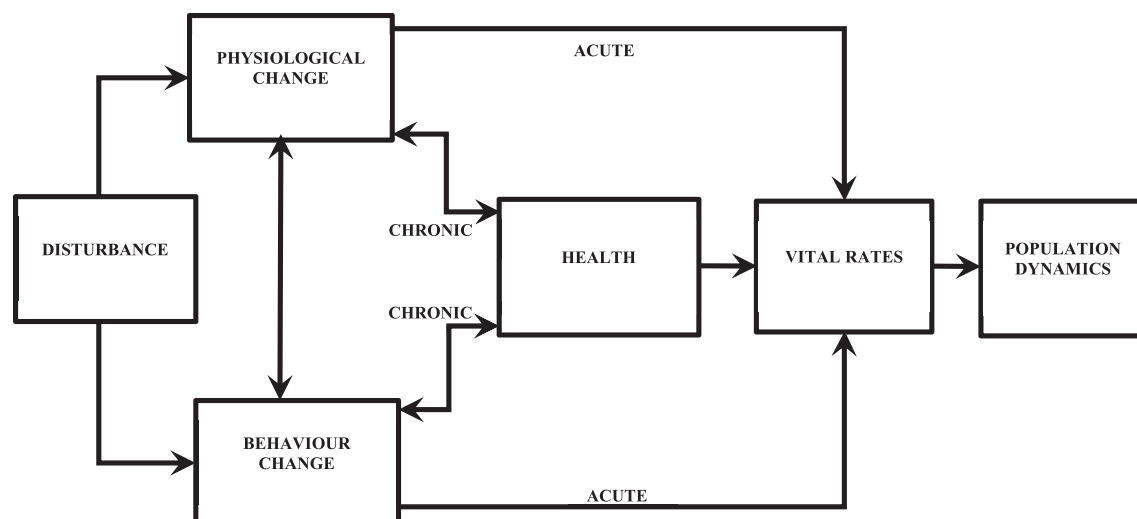 PHYSIOLOGICAL
CHANGE
ACUTE
DISTURBANCE
CHRONIC
HEALTH
VITAL RATES
POPULATION
DYNAMICS
CHRONIC
BEHAVIOUR
CHANGE
ACUTE